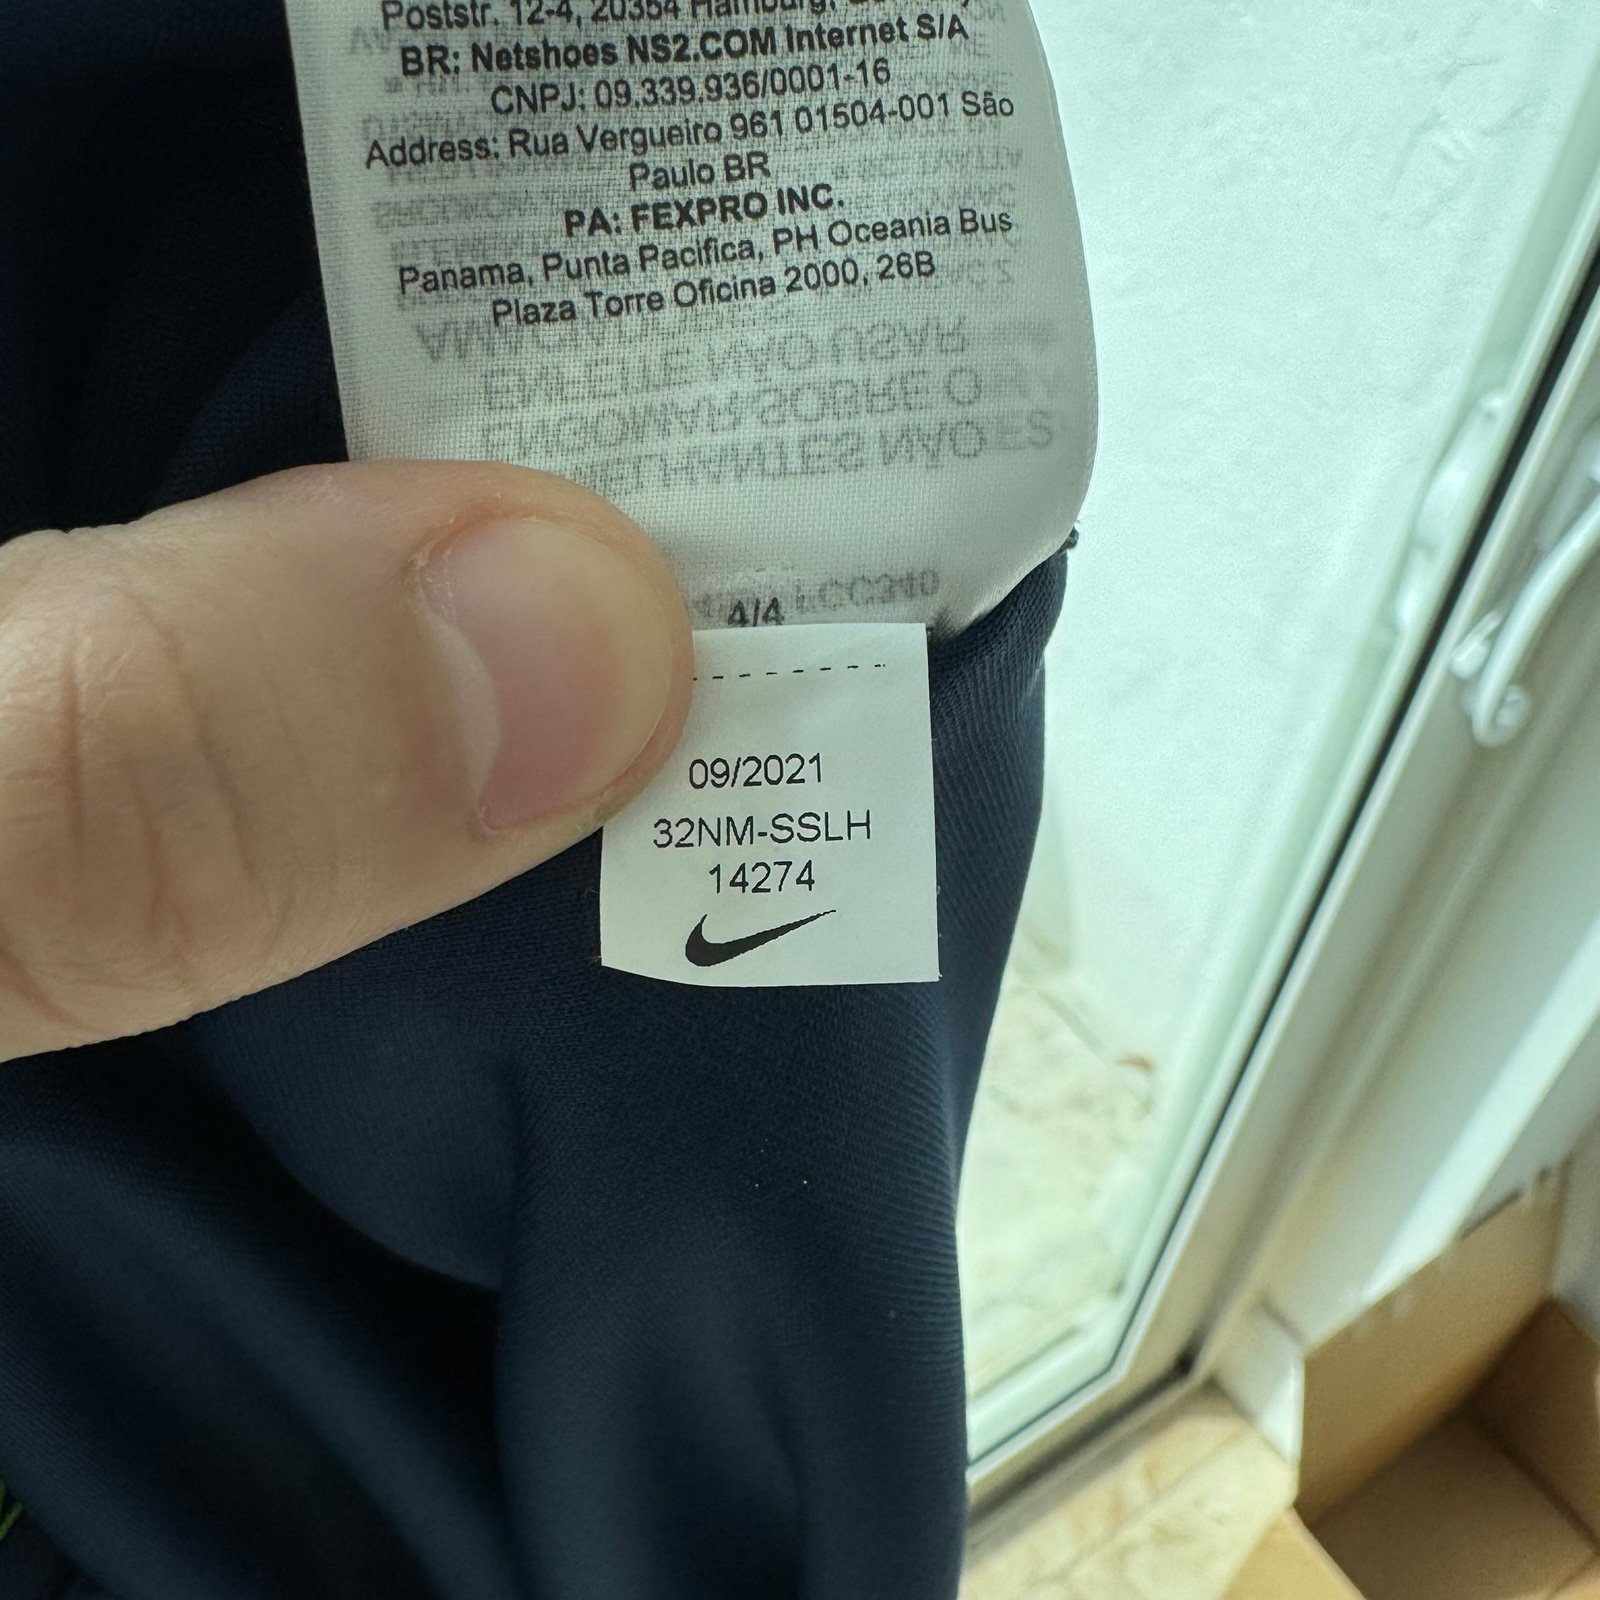 Poststr. 12-4, 20354 Hamburg,
BR: Netshoes NS2.COM Internet S/A
CNPJ: 09.339.936/0001-16
Address: Rua Vergueiro 961 01504-001 São
Paulo BR
PA: FEXPRO INC.
Panama, Punta Pacifica, PH Oceania Bus
Plaza Torre Oficina 2000, 26B
4/4
09/2021
32NM-SSLH
14274